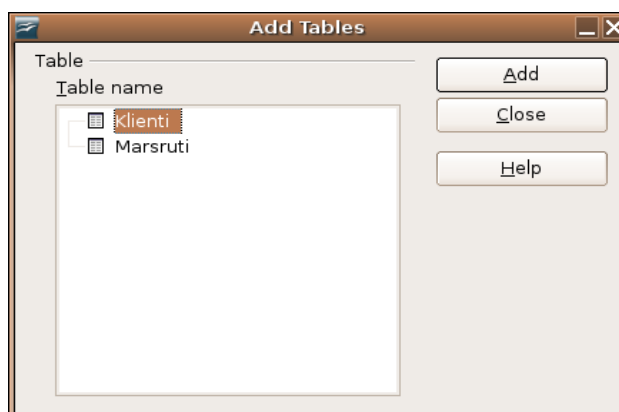 Add Tables
Table
Table name
Klienti
Marsruti
Add
Close
Help